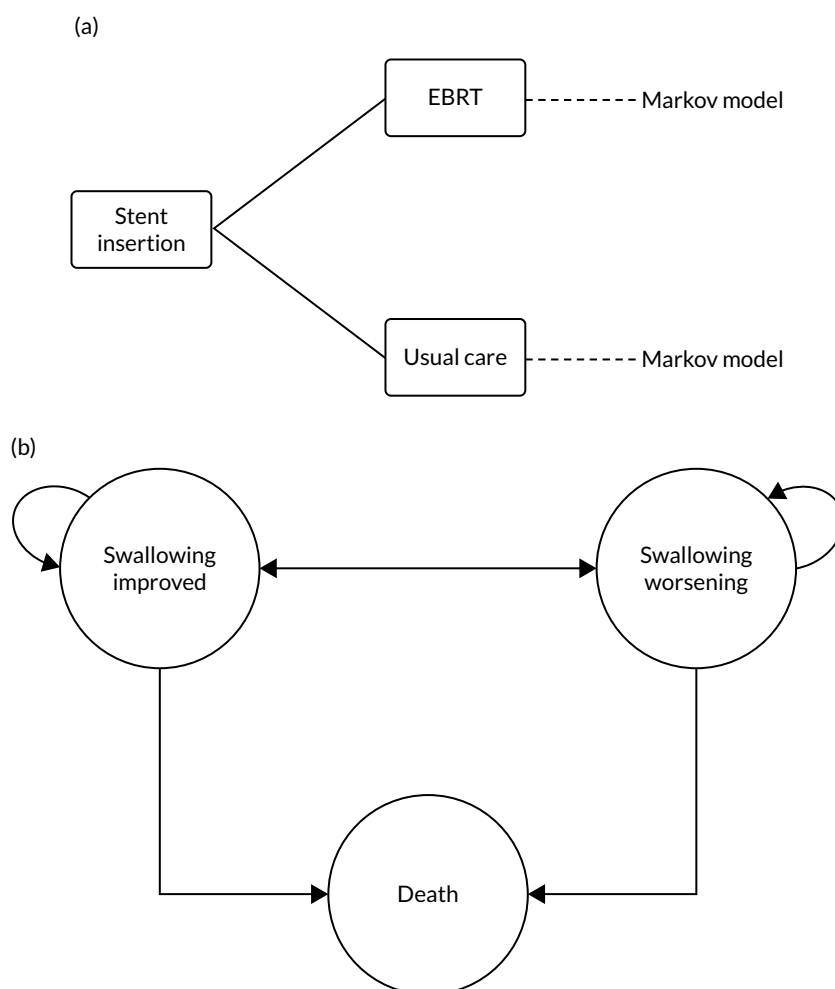 (a)
EBRT
Markov model
Stent
insertion
Usual care
Markov model
(b)
Swallowing
improved
Swallowing
worsening
Death